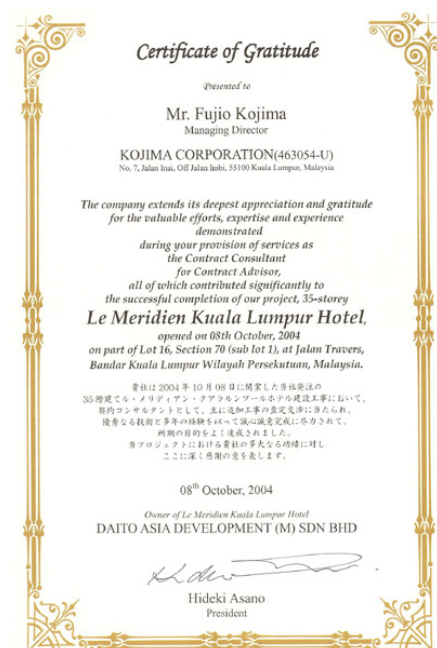 Certificate of Gratitude
Presented to
Mr. Fujio Kojima
Managing Director
KOJIMA CORPORATION(463054-U)
No. 7, Jalan Inai, Off Jalan Imbi, 55100 Kuala Lumpur, Malaysia
The company extends its deepest appreciation and gratitude
for the valuable efforts, expertise and experience
demonstrated
during your provision of services as
the Contract Consultant
for Contract Advisor,
all of which contributed significantly to
the successful completion of our project, 35-storey
Le Meridien Kuala Lumpur Hotel,
opened on 08th October, 2004
on part of Lot 16, Section 70 (sub lot 1), at Jalan Travers,
Bandar Kuala Lumpur Wilayah Persekutuan, Malaysia.
貴社は2004年10月08日に開業した当社発注の
35階建てル・メリディアン・クアラルンプールホテル建設工事において、
契約コンサルタントとして、主に追加工事の査定交渉に当たられ、
優秀なる技術と多年の経験を以って誠心誠意完成に尽力されて、
所期の目的をよく達成されました。
当プロジェクトにおける貴社の多大なる功績に対し
ここに深く感謝の意を表します。
08th October, 2004
Owner of Le Meridien Kuala Lumpur Hotel
DAITO ASIA DEVELOPMENT (M) SDN BHD
Hideki Asano
President